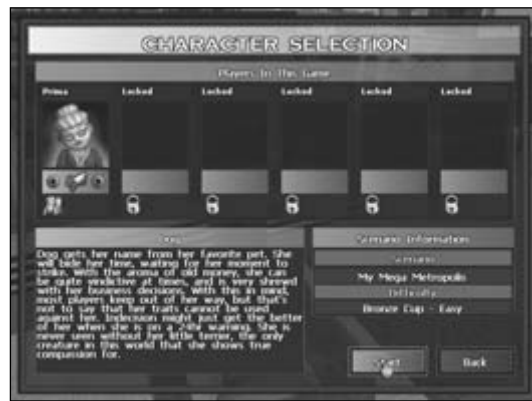 CHARACTER SELECTION
Players In This Game
Prima Locked Locked Locked Locked Locked
Dog
Dog gets her name from her favorite pet. She
will bide her time, waiting for her moment to
strike. With the aroma of old money, she can
be quite vindictive at times, and is very shrewd
with her business decisions. With this in mind,
most players keep out of her way, but that's
not to say that her traits cannot be used
against her. Indecision might just get the better
of her when she is on a 24hr warning. She is
never seen without her little terrier, the only
creature in this world that she shows true
compassion for.
Scenario Information
Scenario
My Mega Metropolis
Difficulty
Bronze Cup - Easy
Start Back